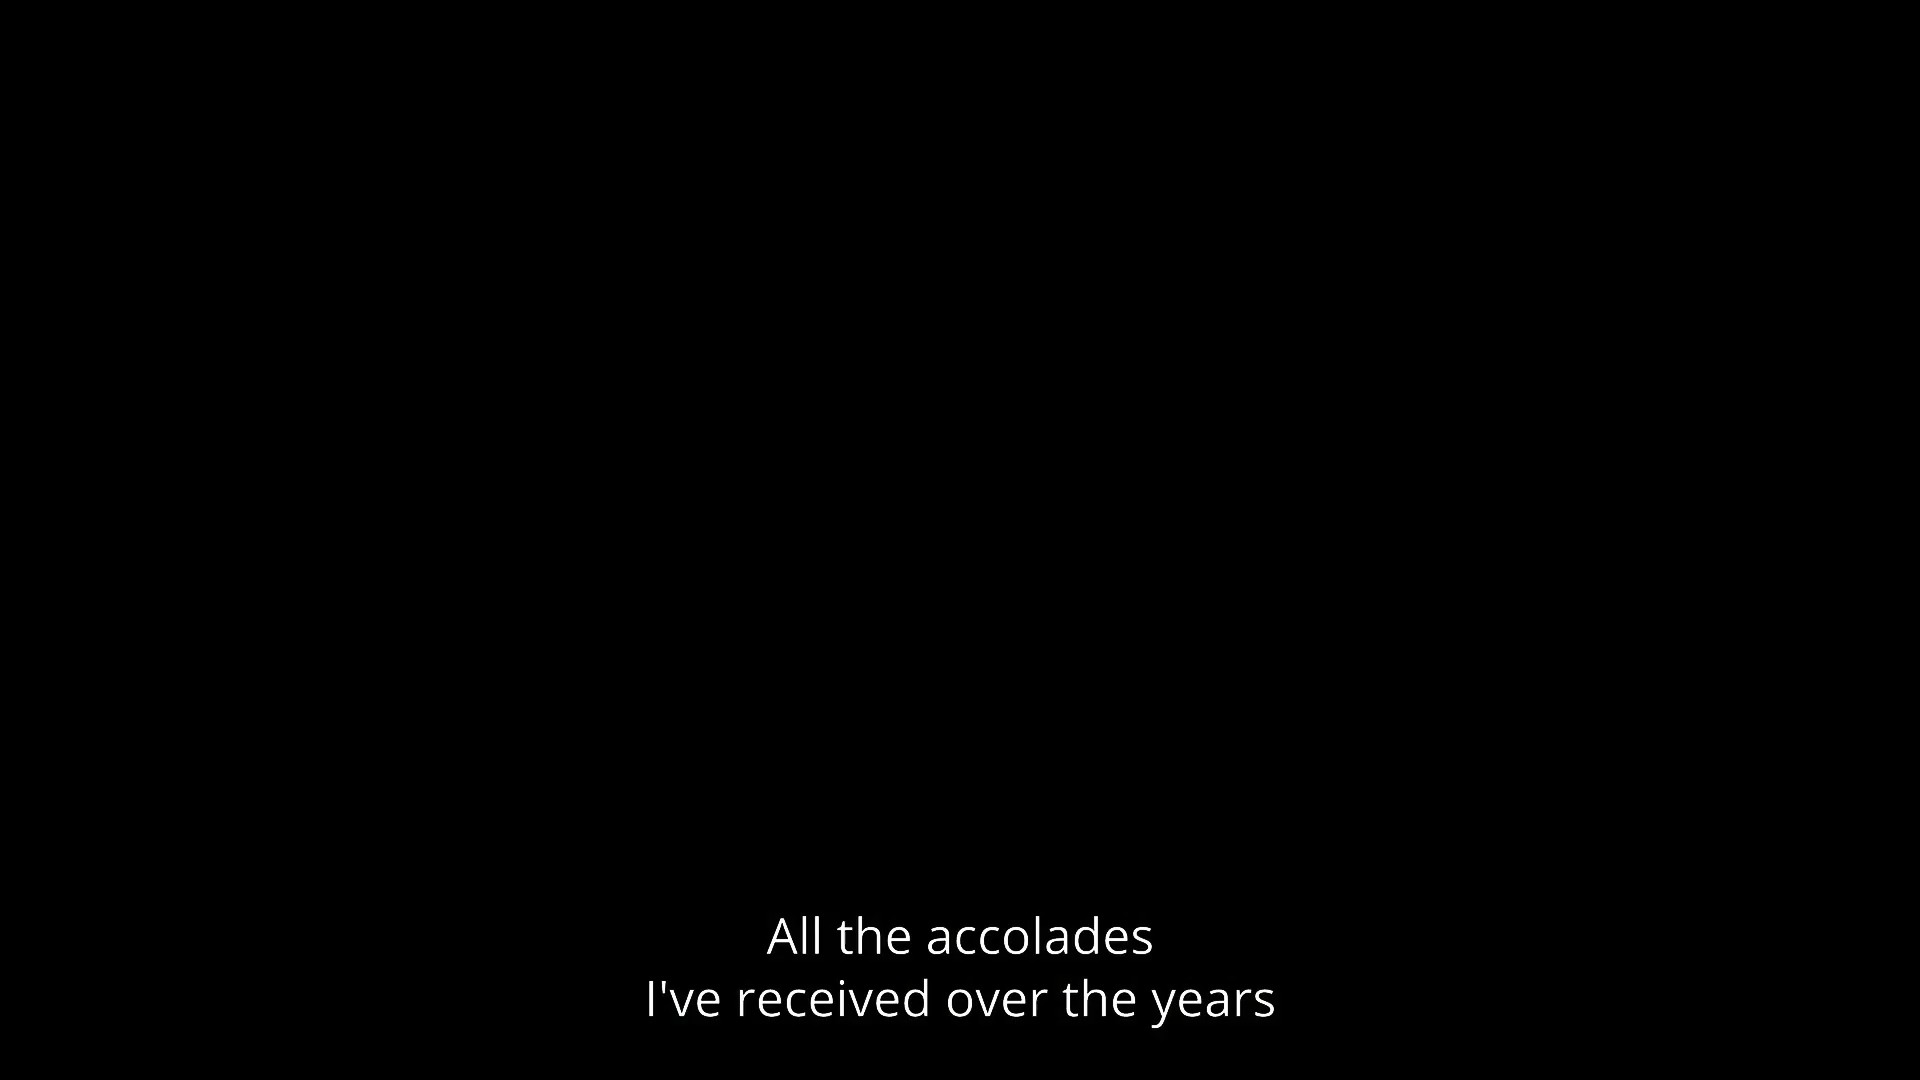 All the accolades
I've received over the years